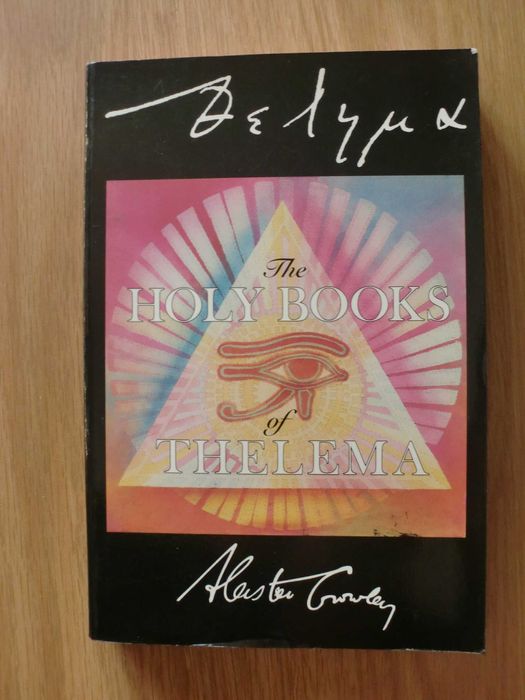 Θελημα
The
HOLY BOOKS
of
THELEMA
Aleister Crowley